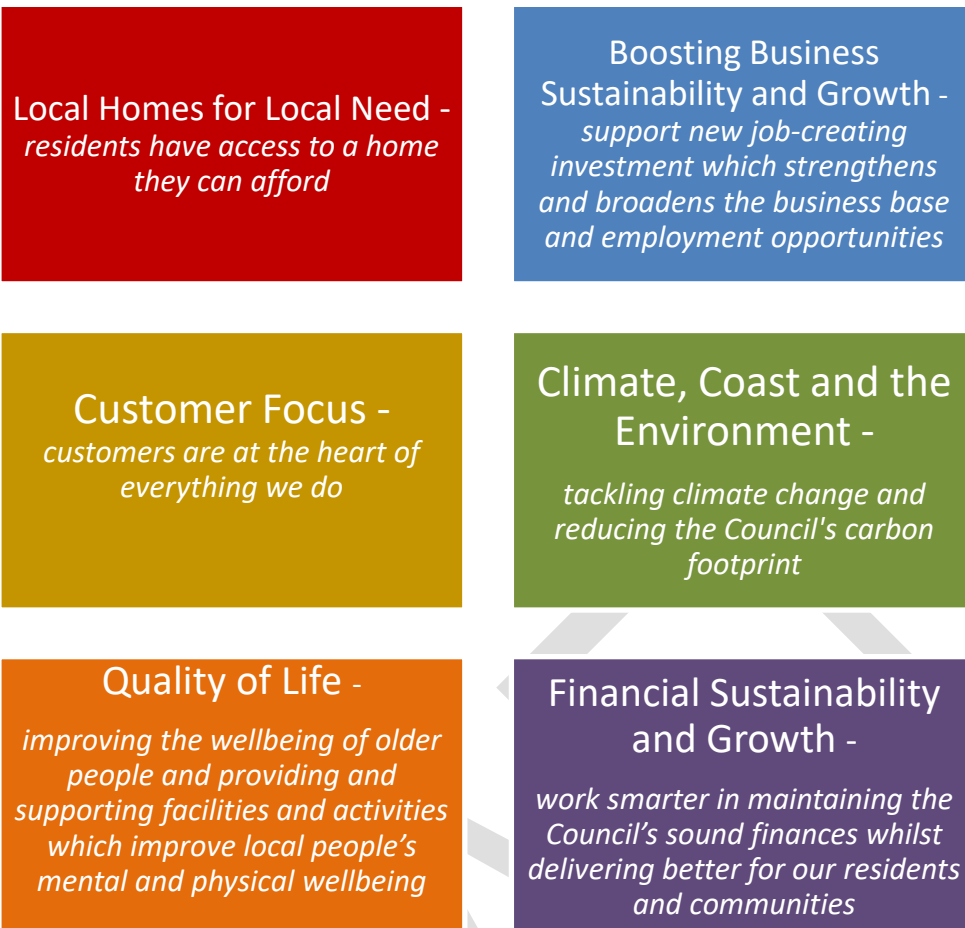 Local Homes for Local Need -
residents have access to a home
they can afford
Boosting Business
Sustainability and Growth -
support new job-creating
investment which strengthens
and broadens the business base
and employment opportunities
Customer Focus -
customers are at the heart of
everything we do
Climate, Coast and the
Environment -
tackling climate change and
reducing the Council's carbon
footprint
Quality of Life -
improving the wellbeing of older
people and providing and
supporting facilities and activities
which improve local people’s
mental and physical wellbeing
Financial Sustainability
and Growth -
work smarter in maintaining the
Council’s sound finances whilst
delivering better for our residents
and communities